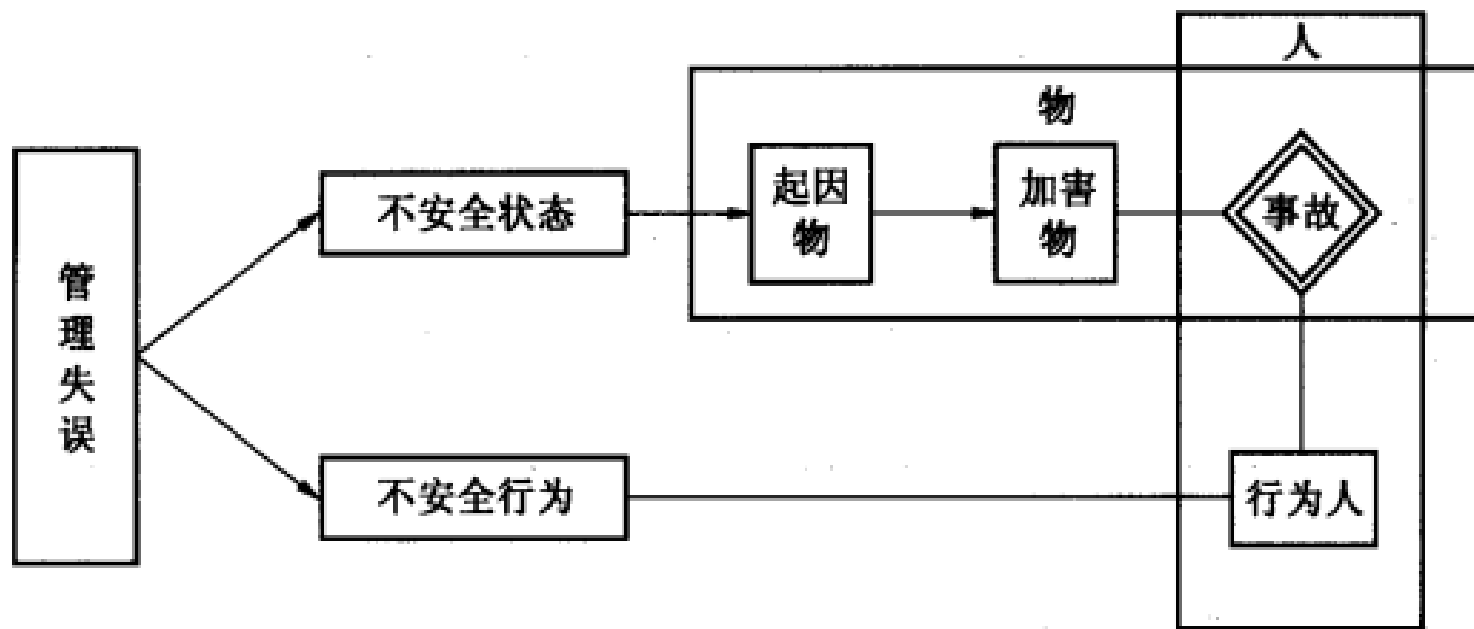 人
物
管
理
失
误
不安全状态
起因
物
加害
物
事故
不安全行为
行为人